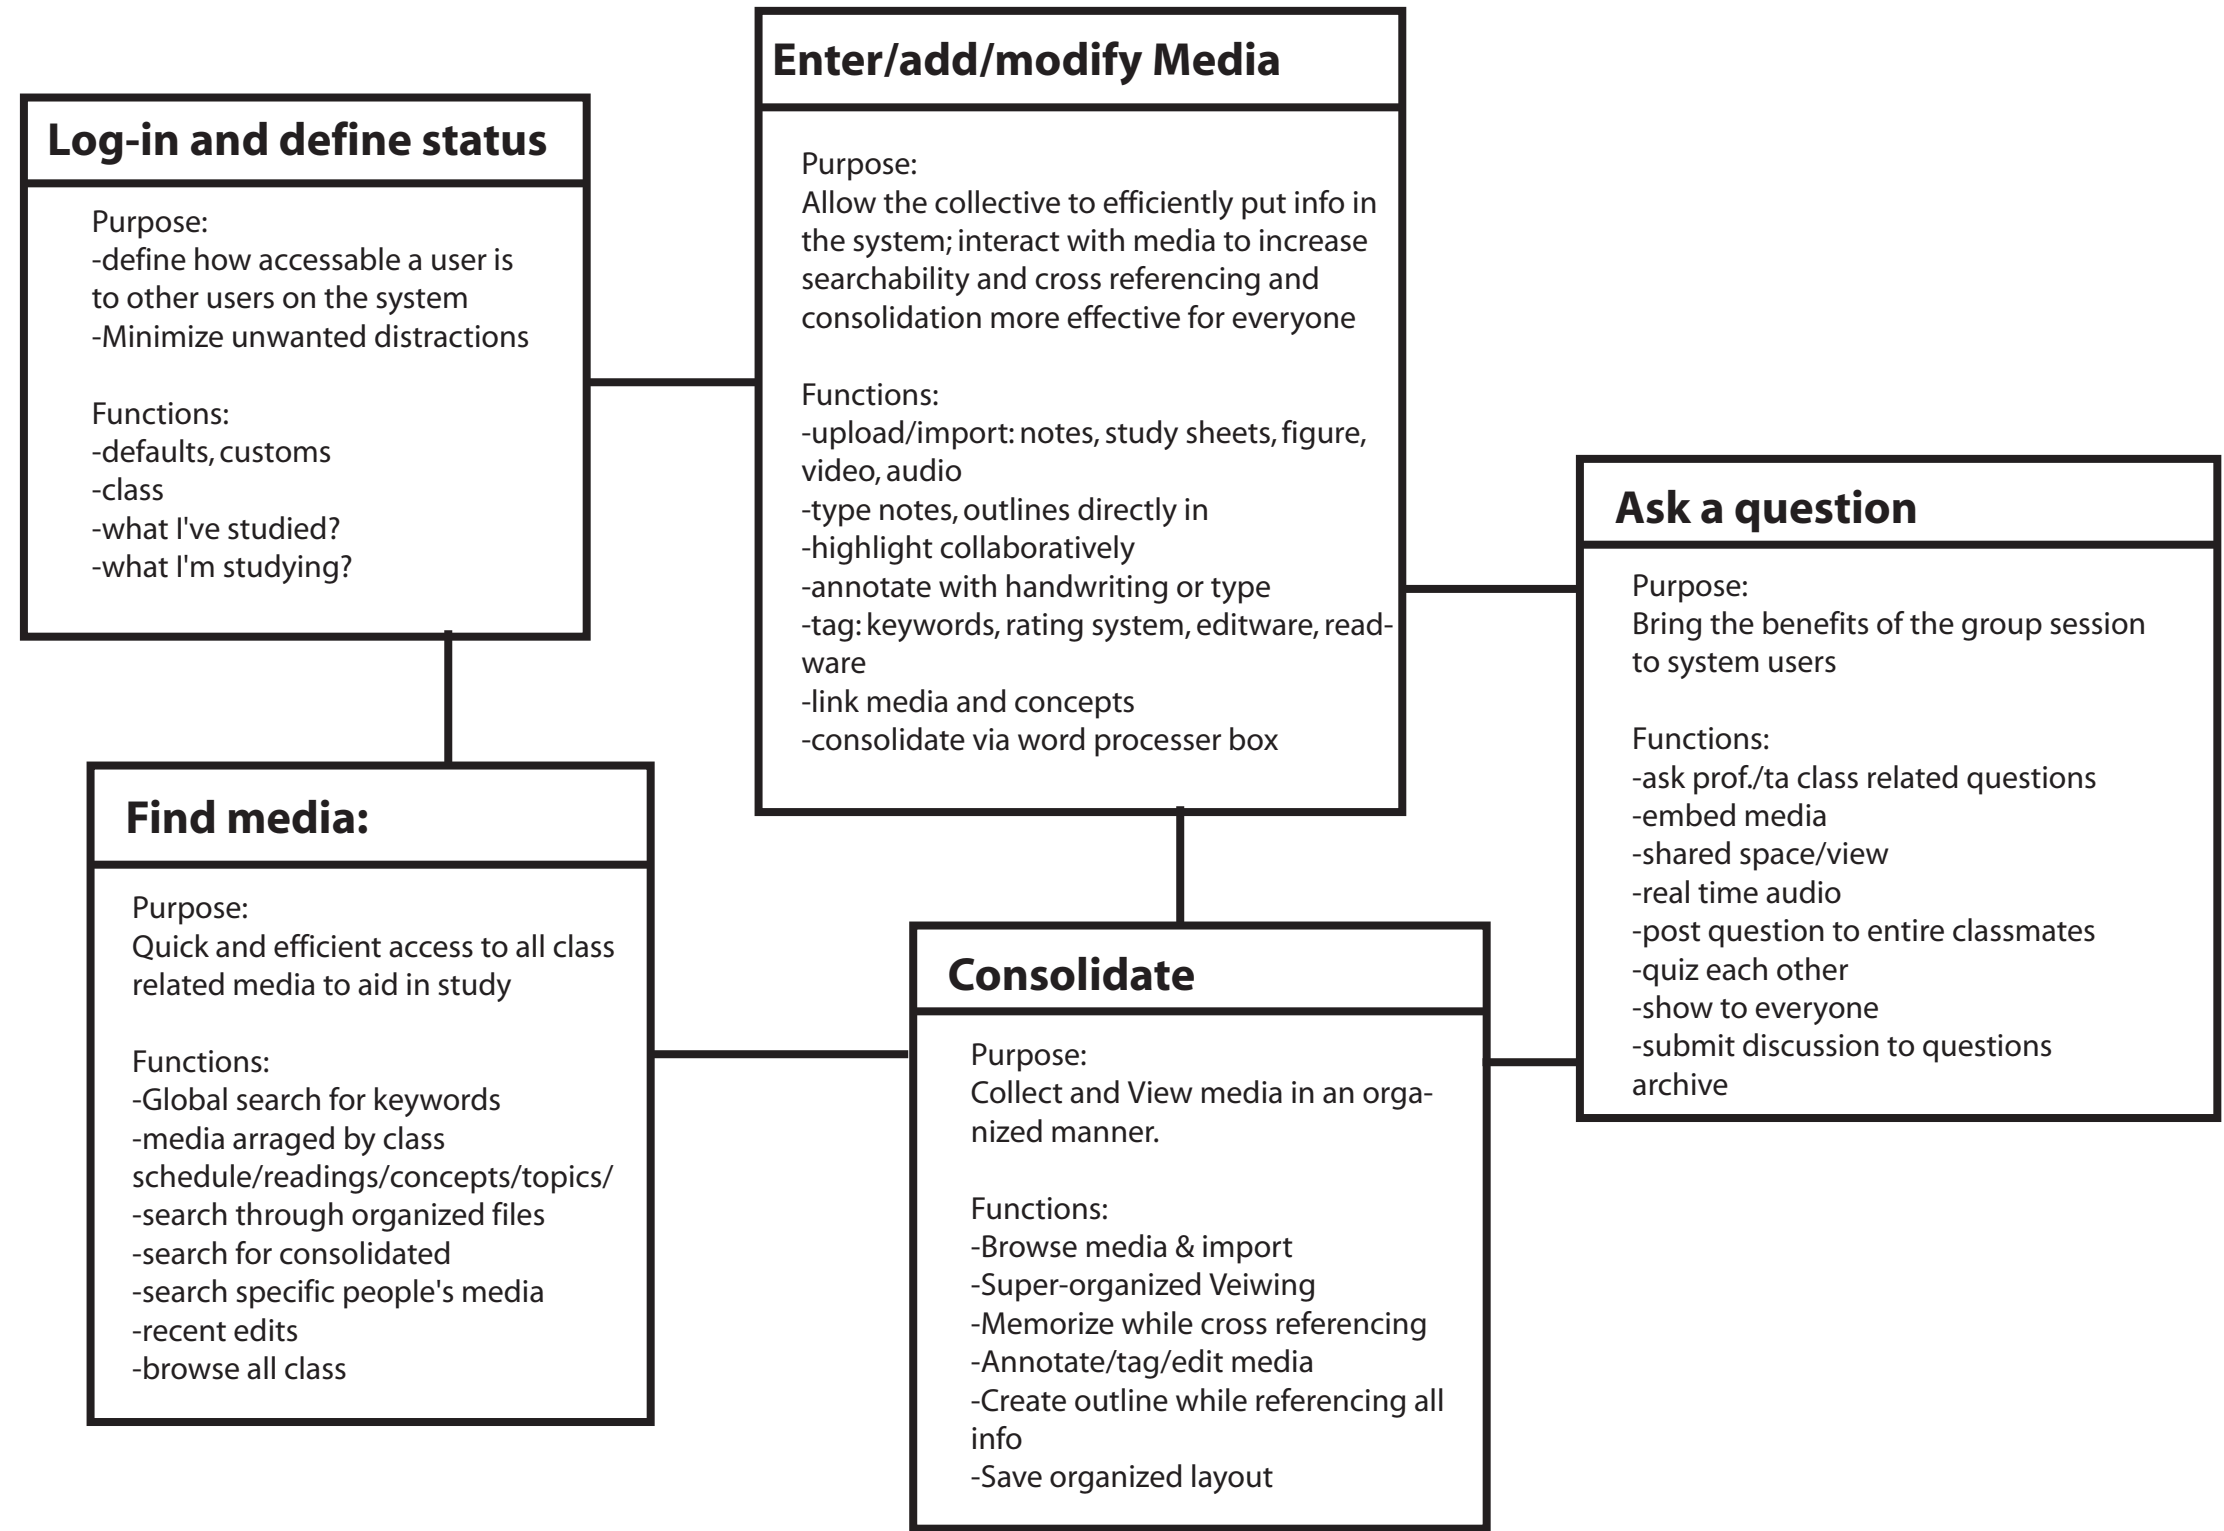 Log-in and define status
Purpose:
-define how accessable a user is
to other users on the system
-Minimize unwanted distractions
Functions:
-defaults, customs
-class
-what I've studied?
-what I'm studying?
Enter/add/modify Media
Purpose:
Allow the collective to efficiently put info in
the system; interact with media to increase
searchability and cross referencing and
consolidation more effective for everyone
Functions:
-upload/import: notes, study sheets, figure,
video, audio
-type notes, outlines directly in
-highlight collaboratively
-annotate with handwriting or type
-tag: keywords, rating system, editware, read-
ware
-link media and concepts
-consolidate via word processer box
Ask a question
Purpose:
Bring the benefits of the group session
to system users
Functions:
-ask prof./ta class related questions
-embed media
-shared space/view
-real time audio
-post question to entire classmates
-quiz each other
-show to everyone
-submit discussion to questions
archive
Find media:
Purpose:
Quick and efficient access to all class
related media to aid in study
Functions:
-Global search for keywords
-media arraged by class
schedule/readings/concepts/topics/
-search through organized files
-search for consolidated
-search specific people's media
-recent edits
-browse all class
Consolidate
Purpose:
Collect and View media in an orga-
nized manner.
Functions:
-Browse media & import
-Super-organized Veiwing
-Memorize while cross referencing
-Annotate/tag/edit media
-Create outline while referencing all
info
-Save organized layout